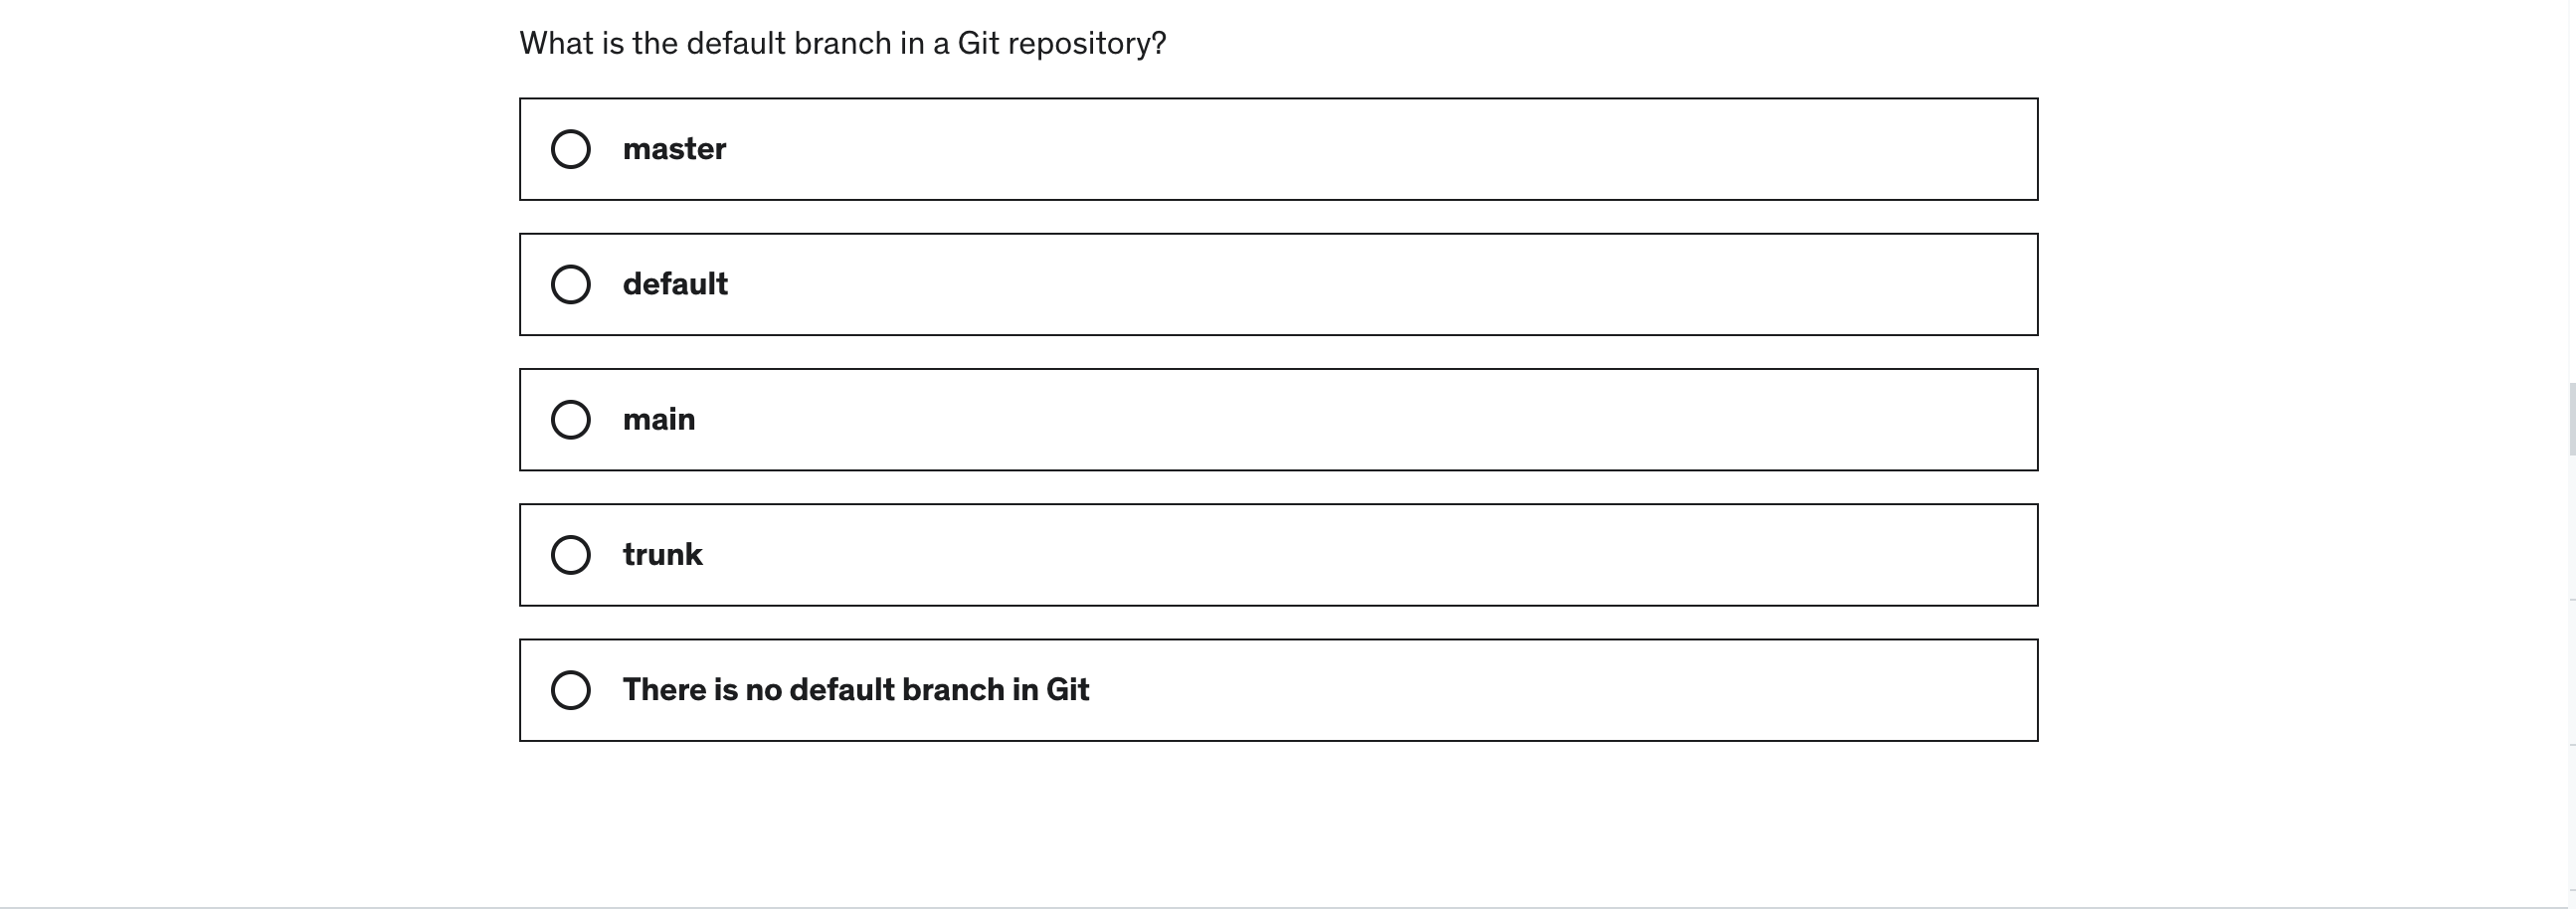 What is the default branch in a Git repository?
master
default
main
trunk
There is no default branch in Git